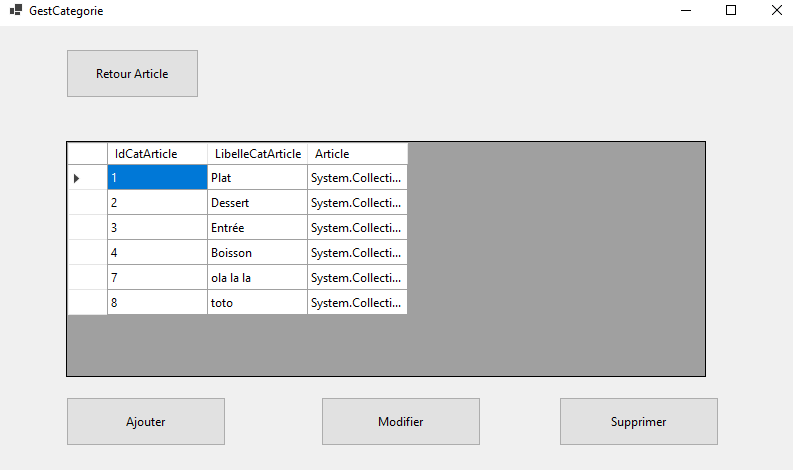 GestCategorie
Retour Article
IdCatArticle LibelleCatArticle Article
1 Plat System.Collecti...
2 Dessert System.Collecti...
3 Entrée System.Collecti...
4 Boisson System.Collecti...
7 ola la la System.Collecti...
8 toto System.Collecti...
Ajouter Modifier Supprimer